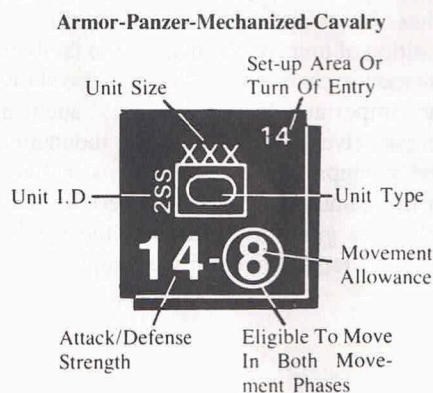 Armor-Panzer-Mechanized-Cavalry
Set-up Area Or
Turn Of Entry
Unit Size
14
XXX
Unit I.D.
2SS
Unit Type
14-8
Movement
Allowance
Attack/Defense
Strength
Eligible To Move
In Both Move-
ment Phases